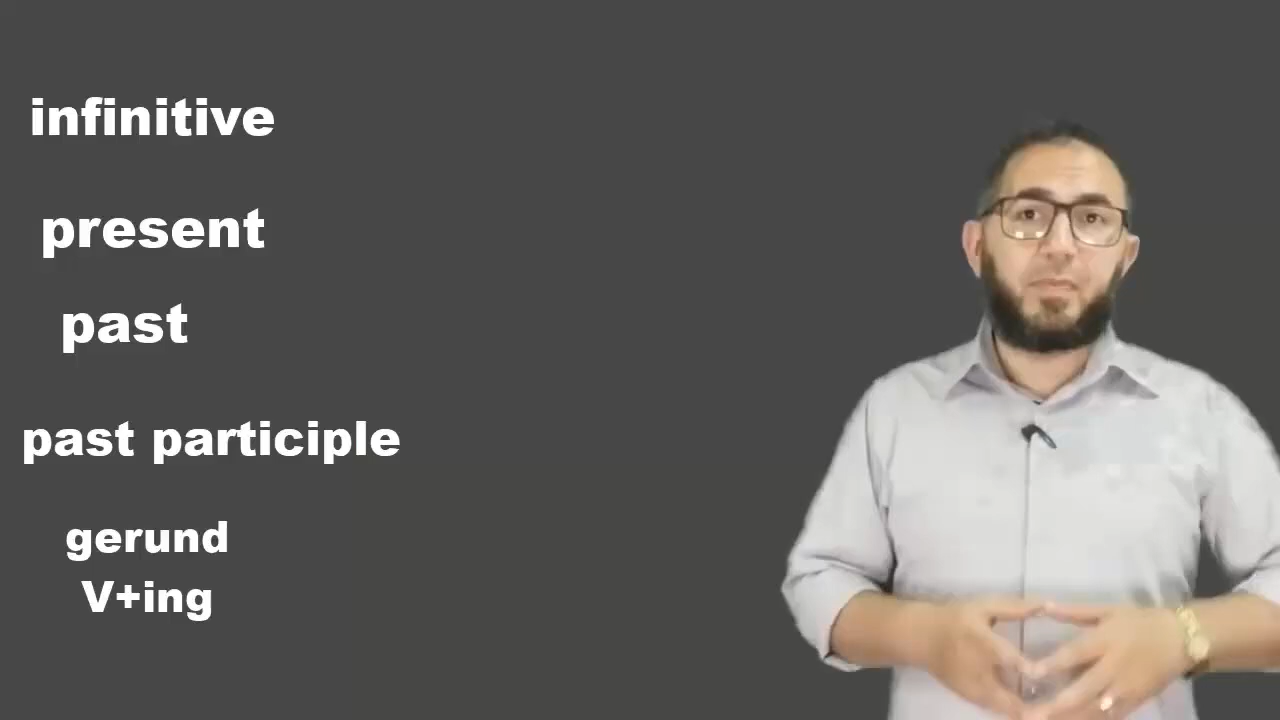 infinitive
present
past
past participle
gerund
V+ing